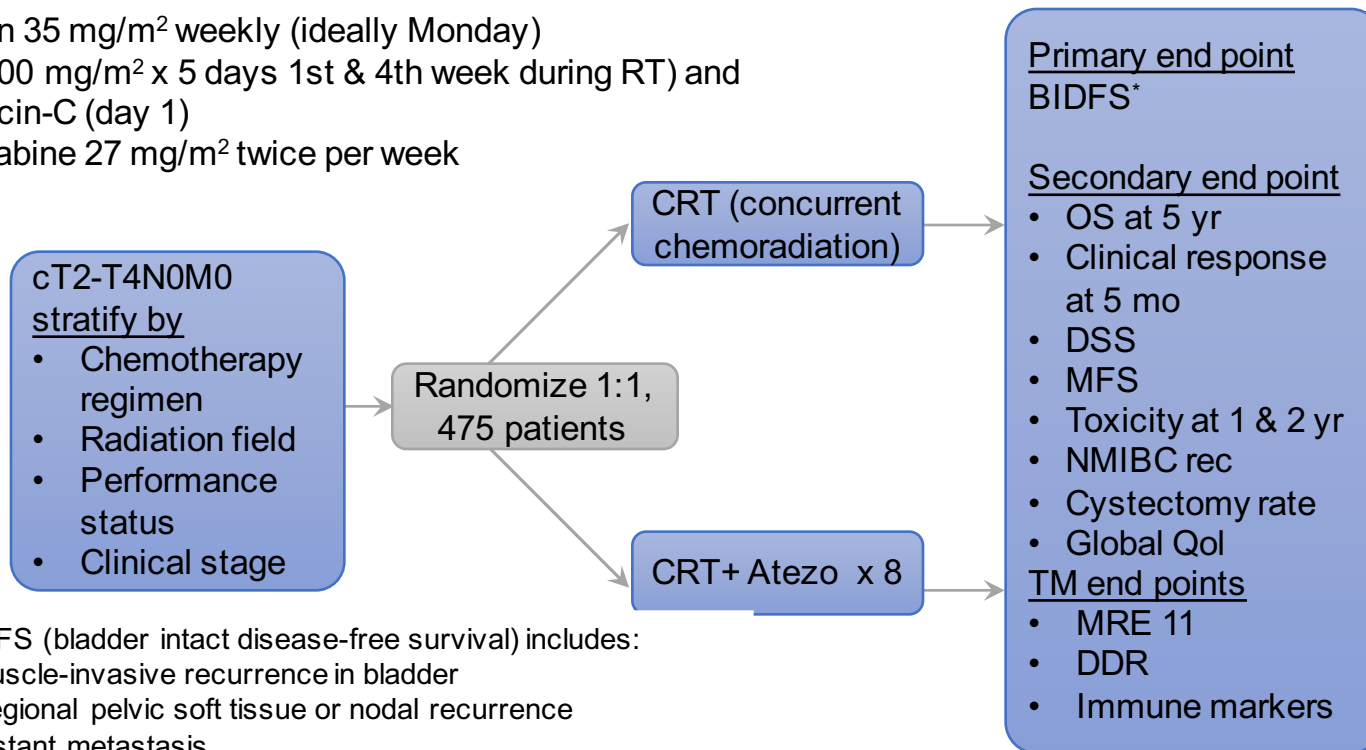 n 35 mg/m² weekly (ideally Monday)
00 mg/m² x 5 days 1st & 4th week during RT) and
cin-C (day 1)
abine 27 mg/m² twice per week
cT2-T4N0M0
stratify by
• Chemotherapy
regimen
• Radiation field
• Performance
status
• Clinical stage
Randomize 1:1,
475 patients
CRT (concurrent
chemoradiation)
CRT+ Atezo x 8
Primary end point
BIDFS*
Secondary end point
• OS at 5 yr
• Clinical response
at 5 mo
• DSS
• MFS
• Toxicity at 1 & 2 yr
• NMIBC rec
• Cystectomy rate
• Global Qol
TM end points
• MRE 11
• DDR
• Immune markers
FS (bladder intact disease-free survival) includes:
uscle-invasive recurrence in bladder
egional pelvic soft tissue or nodal recurrence
stant metastasis